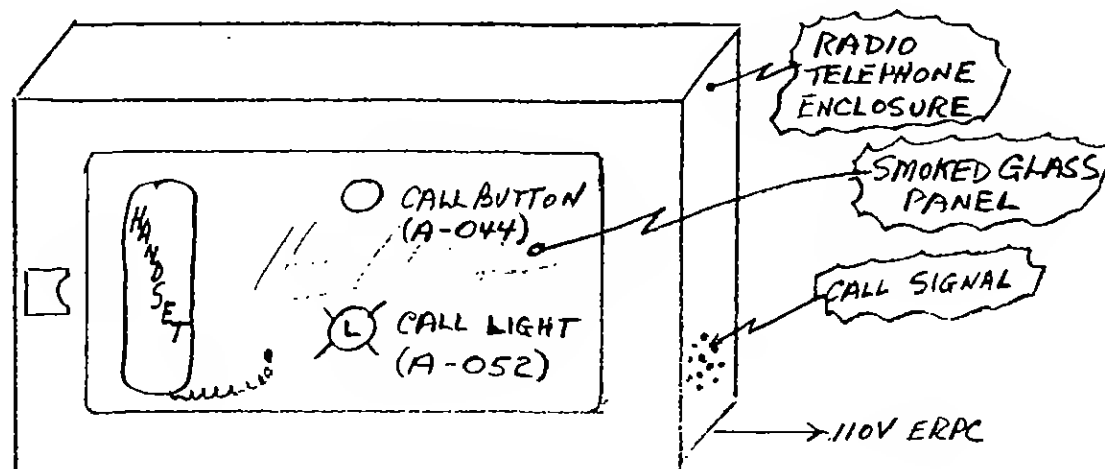 RADIO
TELEPHONE
ENCLOSURE
HANDSET
CALL BUTTON
(A-044)
SMOKED GLASS
PANEL
CALL SIGNAL
L
CALL LIGHT
(A-052)
110V ERPC